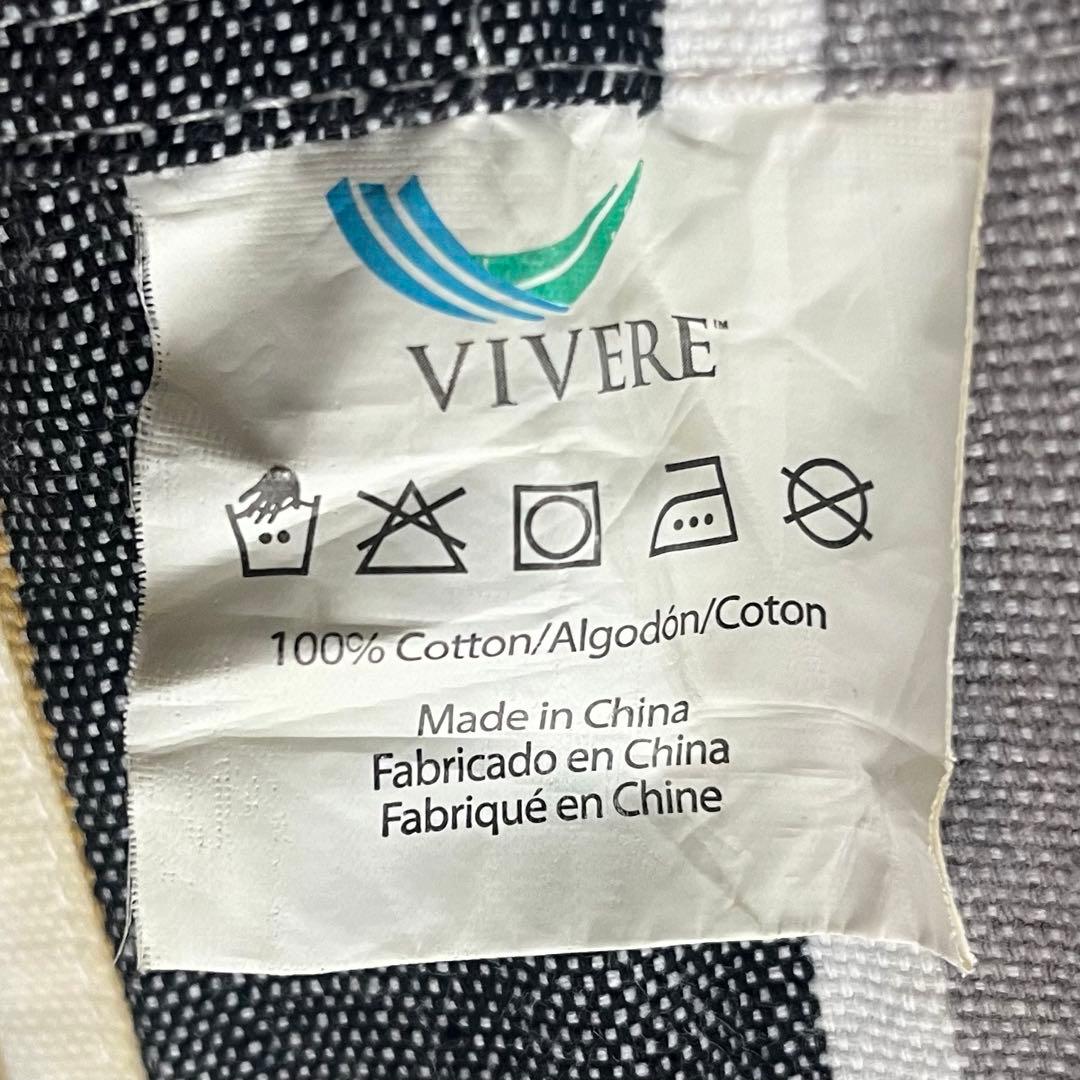 VIVERE™
100% Cotton/Algodón/Coton
Made in China
Fabricado en China
Fabriqué en Chine